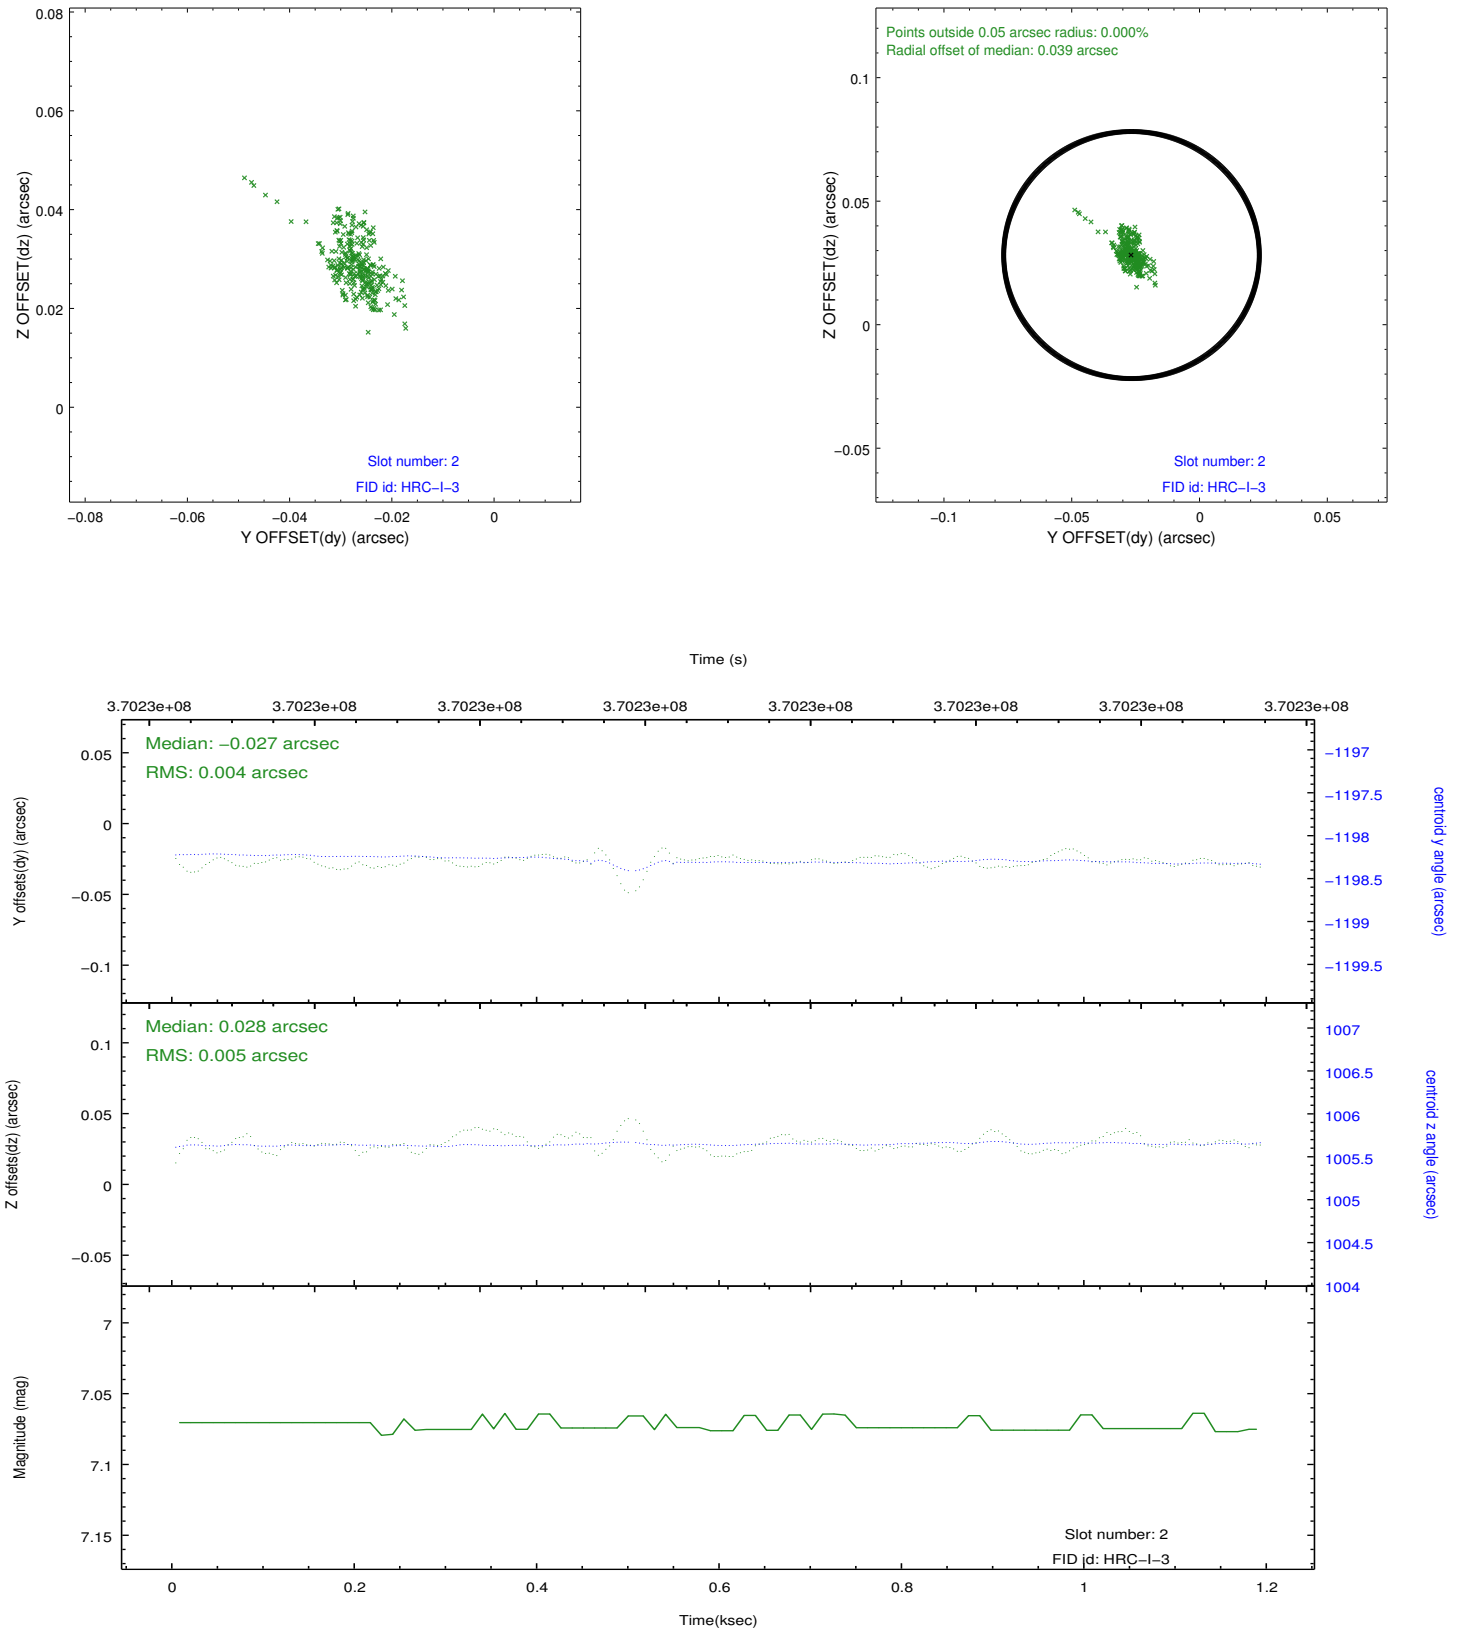 0.08
0.06
0.04
0.02
0
Z OFFSET(dz) (arcsec)
Slot number: 2
FID id: HRC−I−3
−0.08 −0.06 −0.04 −0.02 0
Y OFFSET(dy) (arcsec)
Points outside 0.05 arcsec radius: 0.000%
Radial offset of median: 0.039 arcsec
0.1
0.05
0
−0.05
Z OFFSET(dz) (arcsec)
Slot number: 2
FID id: HRC−I−3
−0.1 −0.05 0 0.05
Y OFFSET(dy) (arcsec)
Time (s)
3.7023e+08 3.7023e+08 3.7023e+08 3.7023e+08 3.7023e+08 3.7023e+08 3.7023e+08 3.7023e+08
Median: −0.027 arcsec
RMS: 0.004 arcsec
0.05
0
−0.05
−0.1
Y offsets(dy) (arcsec)
−1197
−1197.5
−1198
−1198.5
−1199
−1199.5
centroid y angle (arcsec)
Median: 0.028 arcsec
RMS: 0.005 arcsec
0.1
0.05
0
−0.05
Z offsets(dz) (arcsec)
1007
1006.5
1006
1005.5
1005
1004.5
1004
centroid z angle (arcsec)
7
7.05
7.1
7.15
Magnitude (mag)
Slot number: 2
FID id: HRC−I−3
0 0.2 0.4 0.6 0.8 1 1.2
Time(ksec)